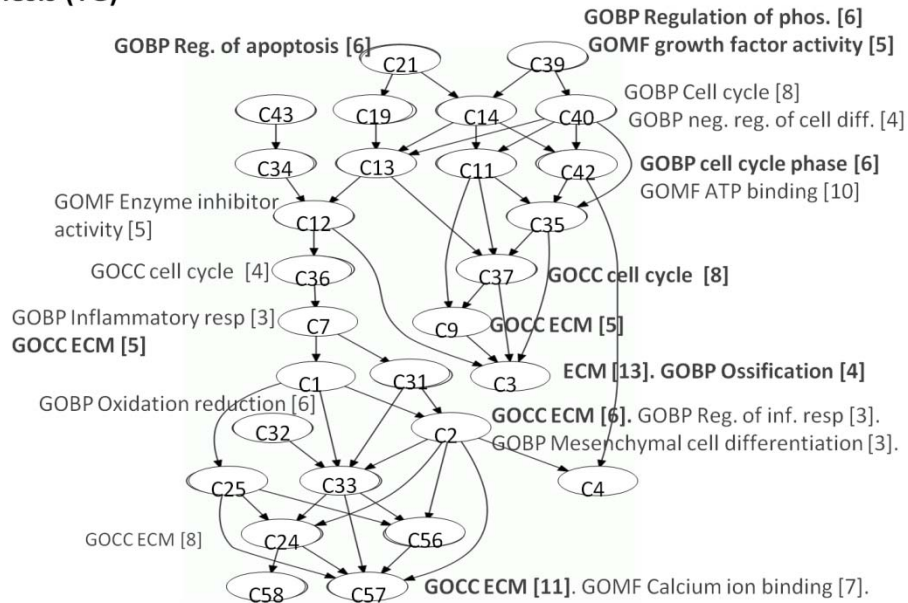 GOBP Regulation of phos. [6]
GOBP Reg. of apoptosis [6]
GOMF growth factor activity [5]
C21
C39
GOBP Cell cycle [8]
C43
C19
C14
C40
GOBP neg. reg. of cell diff. [4]
C34
C13
C11
C42
GOBP cell cycle phase [6]
GOMF ATP binding [10]
GOMF Enzyme inhibitor
activity [5]
C12
C35
GOCC cell cycle [4]
C36
C37
GOCC cell cycle [8]
GOBP Inflammatory resp [3]
GOCC ECM [5]
C7
C9
GOCC ECM [5]
C1
C31
C3
ECM [13]. GOBP Ossification [4]
GOBP Oxidation reduction [6]
C32
C2
GOCC ECM [6]. GOBP Reg. of inf. resp [3].
GOBP Mesenchymal cell differentiation [3].
C25
C33
C4
GOCC ECM [8]
C24
C56
C58
C57
GOCC ECM [11]. GOMF Calcium ion binding [7].